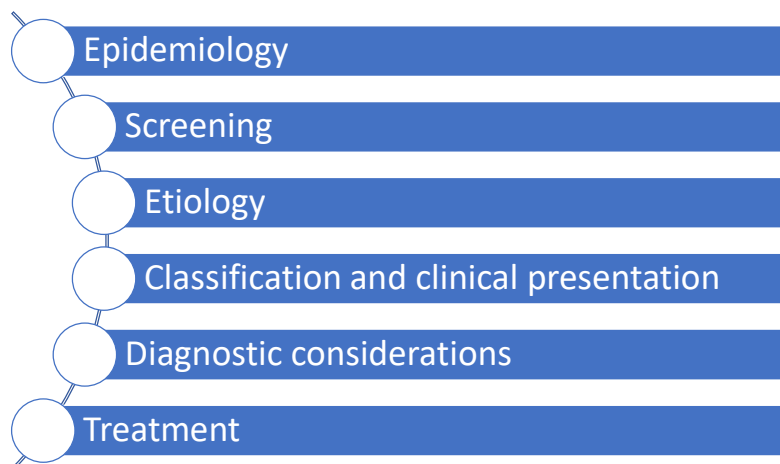 Epidemiology
Screening
Etiology
Classification and clinical presentation
Diagnostic considerations
Treatment